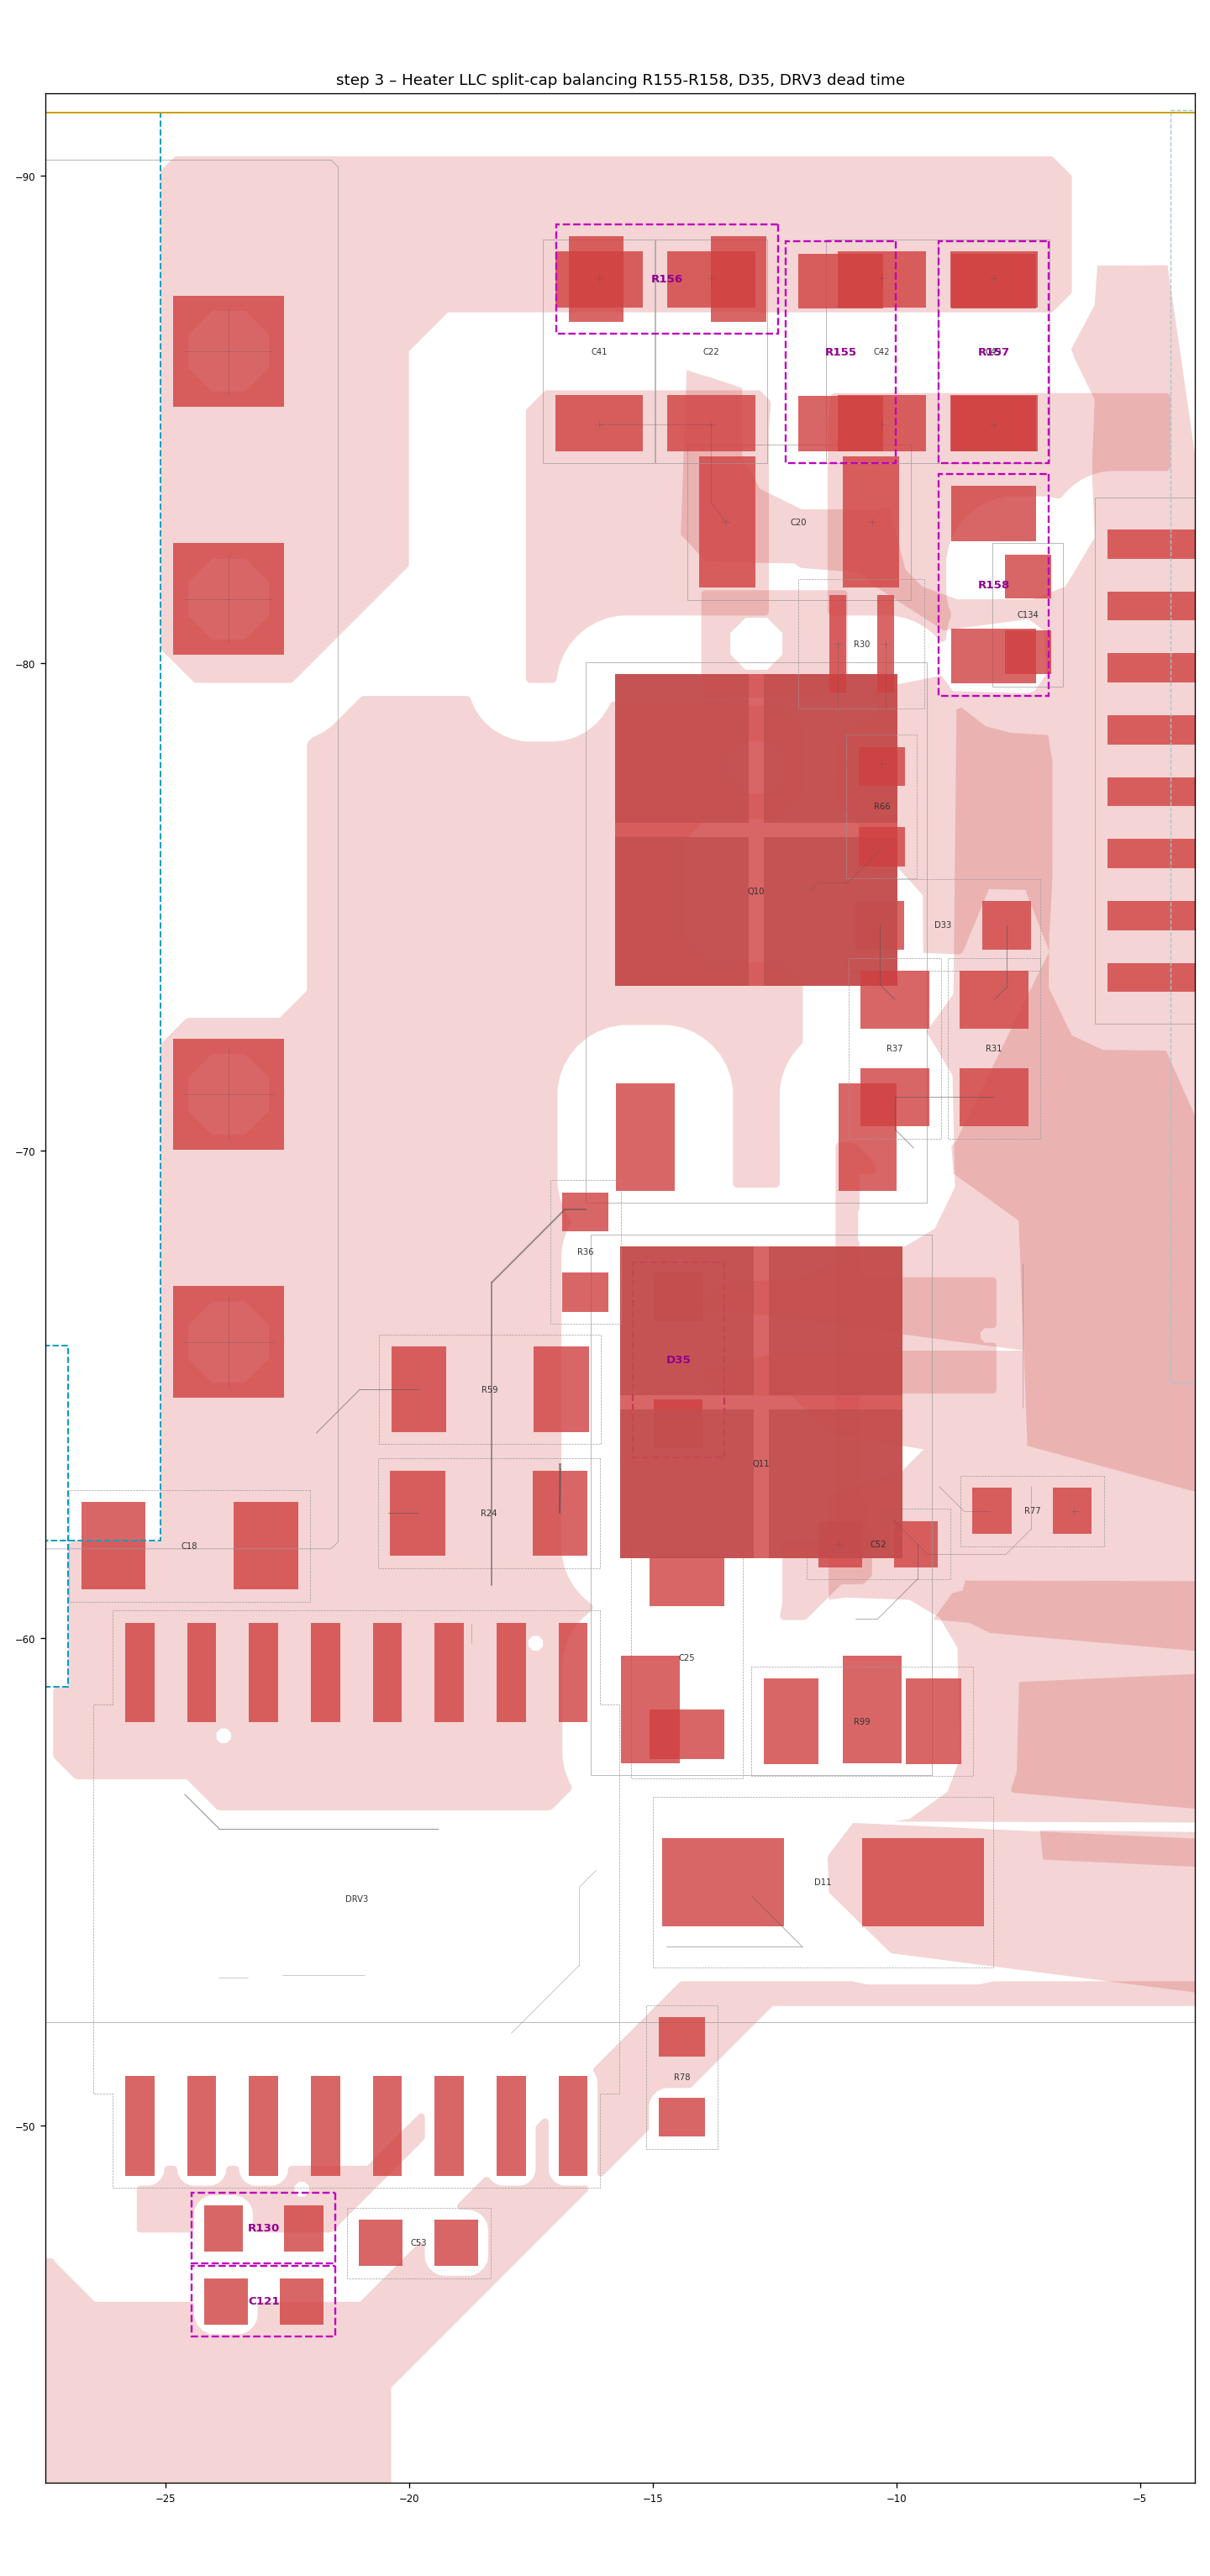 step 3 – Heater LLC split-cap balancing R155-R158, D35, DRV3 dead time
−90
R156
C41
C22
R155
C42
R157
C20
−80
R158
C134
R30
R66
Q10
D33
R37
R31
−70
R36
D35
R59
Q11
R24
R77
C18
C52
−60
C25
R99
D11
DRV3
R78
−50
R130
C53
C121
−25
−20
−15
−10
−5